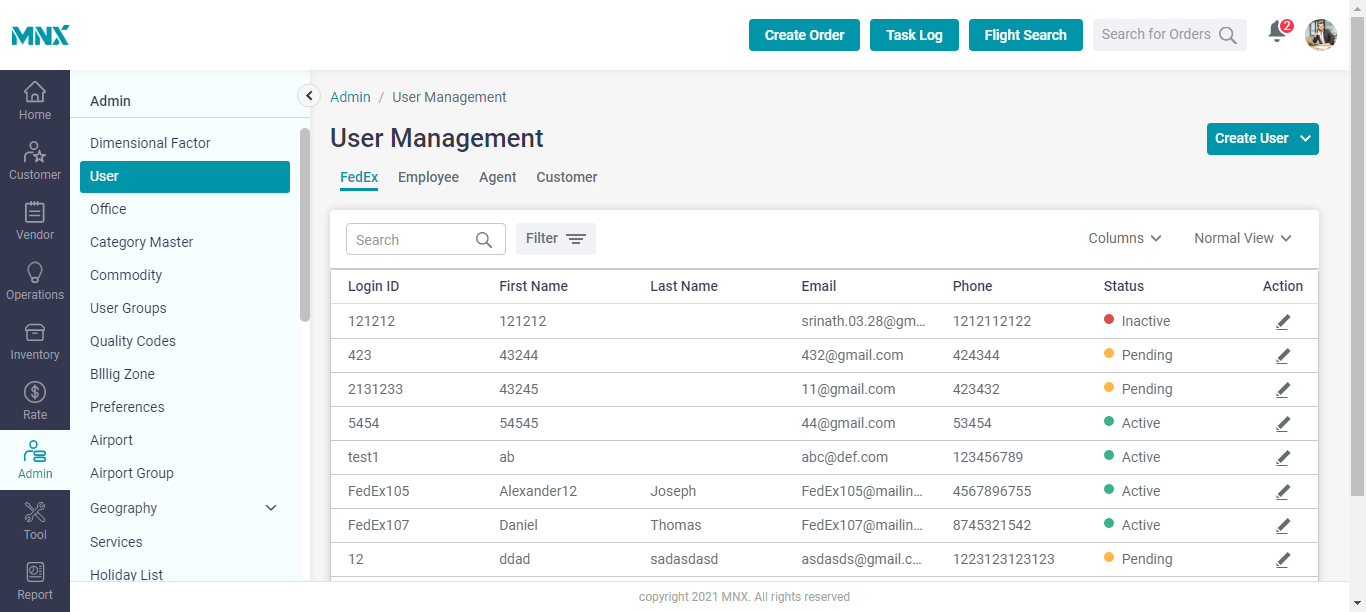 MNX
Create Order
Task Log
Flight Search
Search for Orders
2
Home
Customer
Vendor
Operations
Inventory
Rate
Admin
Tool
Report
Admin
Dimensional Factor
User
Office
Category Master
Commodity
User Groups
Quality Codes
Blllig Zone
Preferences
Airport
Airport Group
Geography
Services
Holiday List
Admin / User Management
User Management
Create User
FedEx Employee Agent Customer
Search Filter Columns Normal View
Login ID First Name Last Name Email Phone Status Action
121212 121212 srinath.03.28@gm... 1212112122 Inactive
423 43244 432@gmail.com 424344 Pending
2131233 43245 11@gmail.com 423432 Pending
5454 54545 44@gmail.com 53454 Active
test1 ab abc@def.com 123456789 Active
FedEx105 Alexander12 Joseph FedEx105@mailin... 4567896755 Active
FedEx107 Daniel Thomas FedEx107@mailin... 8745321542 Active
12 ddad sadasdasd asdasds@gmail.c... 1223123123123 Pending
copyright 2021 MNX. All rights reserved